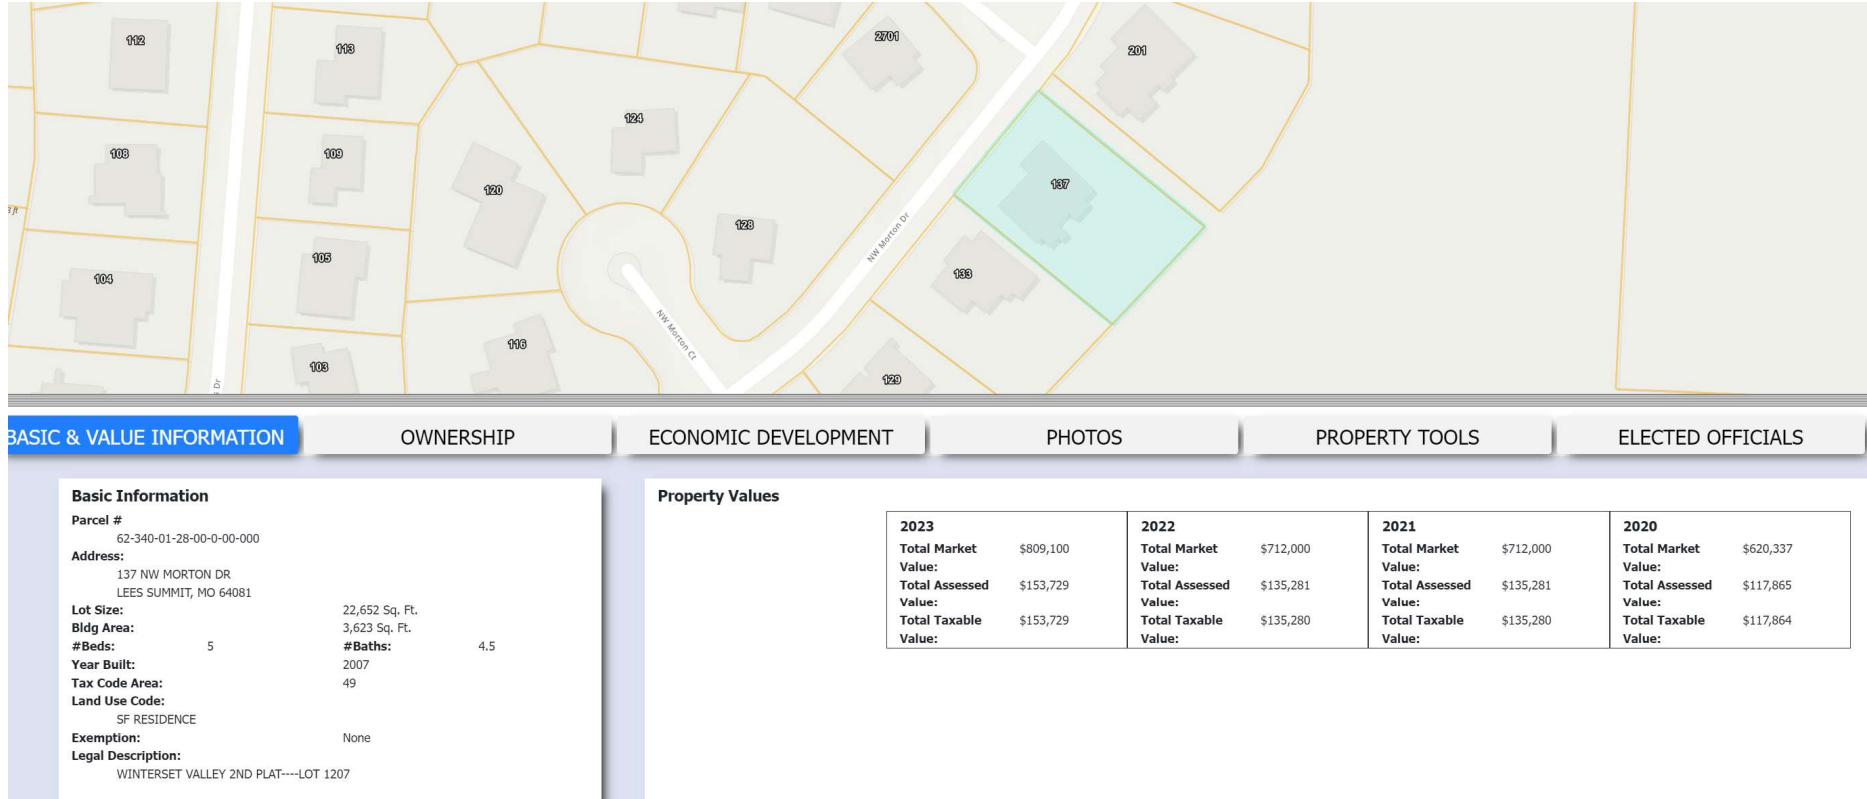 112
113
2701
201
124
108
109
120
137
128
NW Morton Dr
105
133
104
NW Morton Ct
116
103
129
Dr
BASIC & VALUE INFORMATION
OWNERSHIP
ECONOMIC DEVELOPMENT
PHOTOS
PROPERTY TOOLS
ELECTED OFFICIALS
Basic Information
Parcel #
62-340-01-28-00-0-00-000
Address:
137 NW MORTON DR
LEES SUMMIT, MO 64081
Lot Size: 22,652 Sq. Ft.
Bldg Area: 3,623 Sq. Ft.
#Beds: 5 #Baths: 4.5
Year Built: 2007
Tax Code Area: 49
Land Use Code:
SF RESIDENCE
Exemption: None
Legal Description:
WINTERSET VALLEY 2ND PLAT----LOT 1207
Property Values
2023 2022 2021 2020
Total Market $809,100 Total Market $712,000 Total Market $712,000 Total Market $620,337
Value: Value: Value: Value:
Total Assessed $153,729 Total Assessed $135,281 Total Assessed $135,281 Total Assessed $117,865
Value: Value: Value: Value:
Total Taxable $153,729 Total Taxable $135,280 Total Taxable $135,280 Total Taxable $117,864
Value: Value: Value: Value: